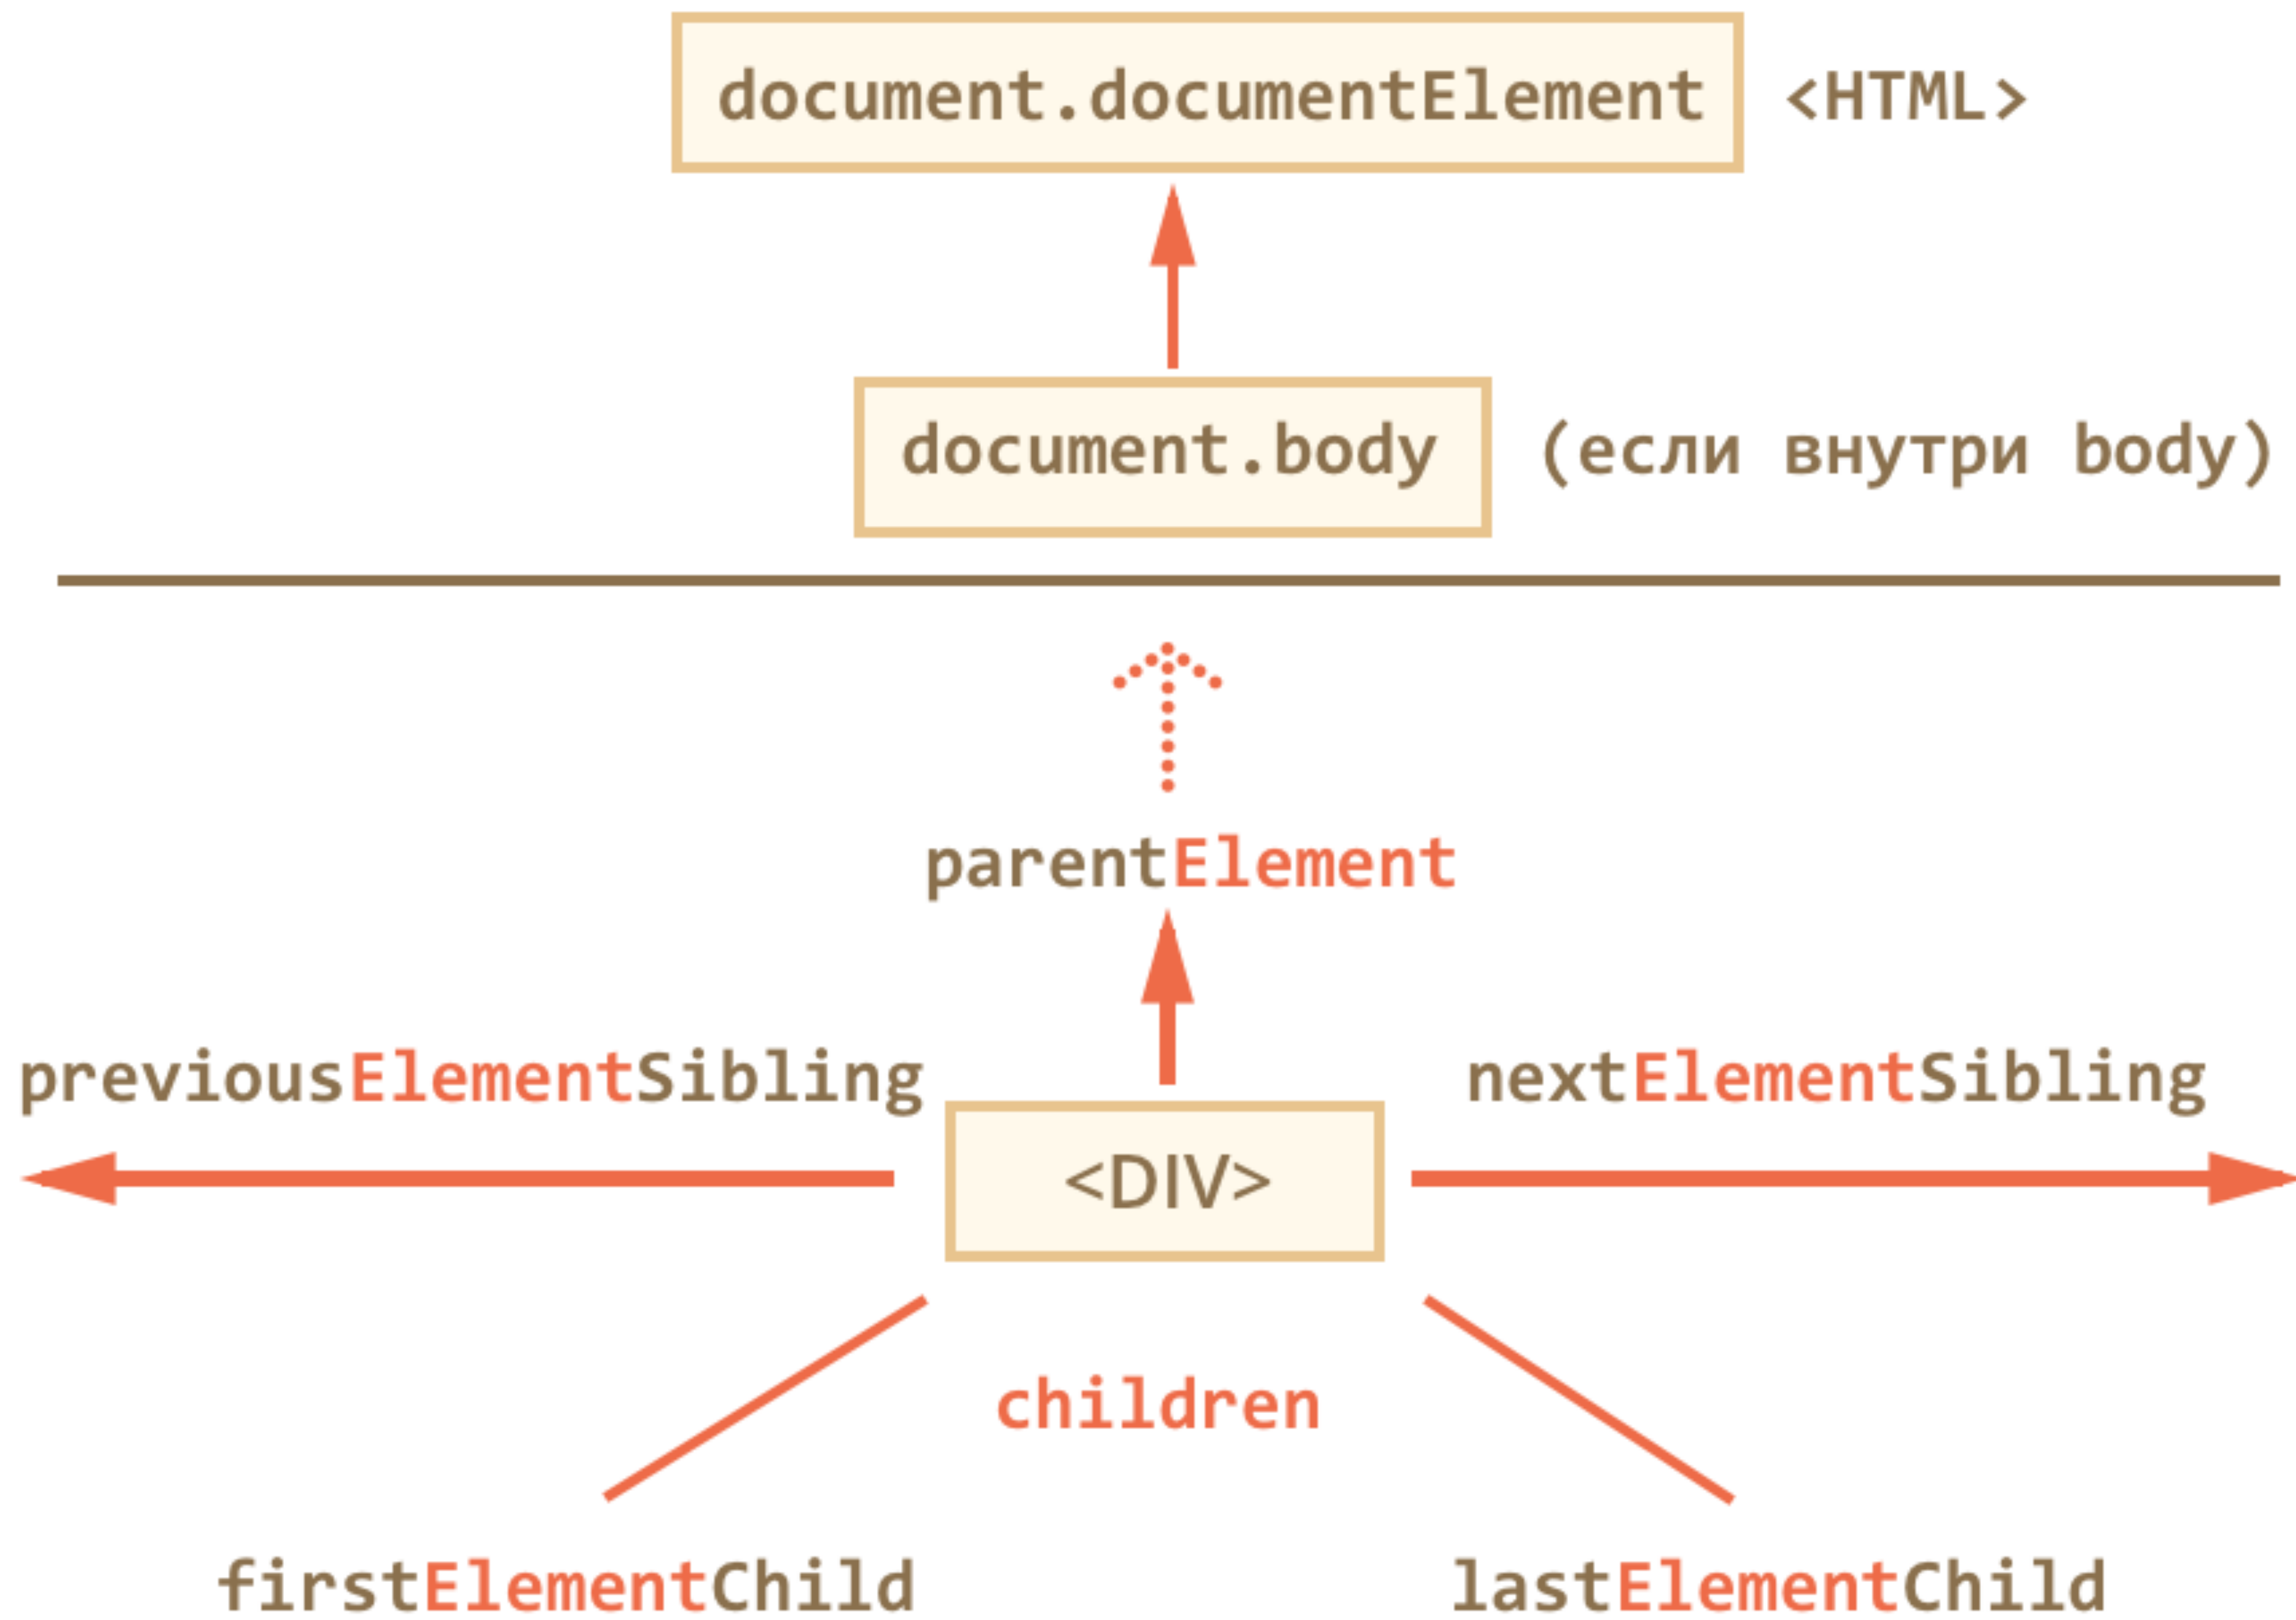 document.documentElement <HTML>
document.body (если внутри body)
parentElement
previousElementSibling nextElementSibling
<DIV>
children
firstElementChild lastElementChild